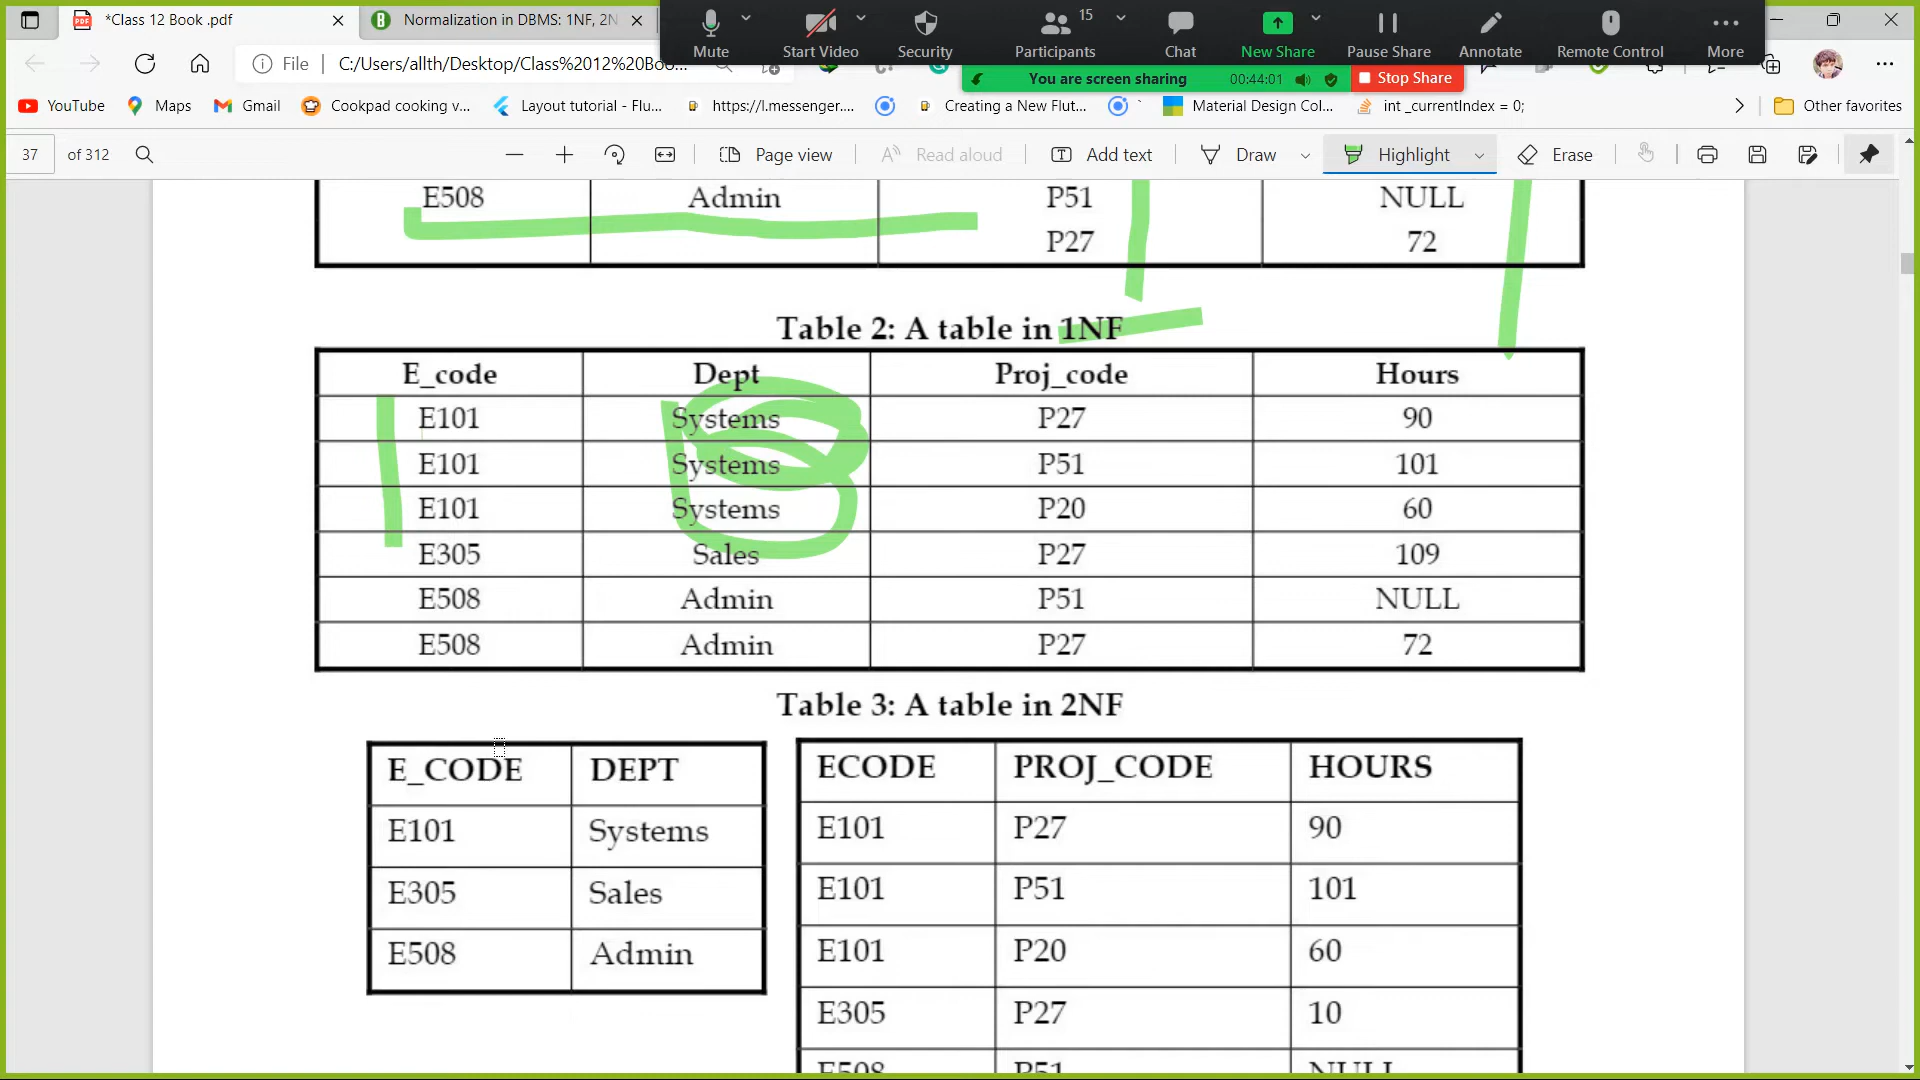 *Class 12 Book .pdf
Normalization in DBMS: 1NF, 2N
Mute
Start Video
Security
Participants
15
Chat
New Share
Pause Share
Annotate
Remote Control
More
File
C:/Users/allth/Desktop/Class%2012%20Boo...
You are screen sharing
00:44:01
Stop Share
YouTube
Maps
Gmail
Cookpad cooking v...
Layout tutorial - Flu...
https://l.messenger....
Creating a New Flut...
Material Design Col...
int _currentIndex = 0;
Other favorites
37
of 312
Page view
Read aloud
Add text
Draw
Highlight
Erase
E508 Admin P51 NULL
P27 72
Table 2: A table in 1NF
E_code Dept Proj_code Hours
E101 Systems P27 90
E101 Systems P51 101
E101 Systems P20 60
E305 Sales P27 109
E508 Admin P51 NULL
E508 Admin P27 72
Table 3: A table in 2NF
E_CODE DEPT
E101 Systems
E305 Sales
E508 Admin
ECODE PROJ_CODE HOURS
E101 P27 90
E101 P51 101
E101 P20 60
E305 P27 10
E508 P51 NULL